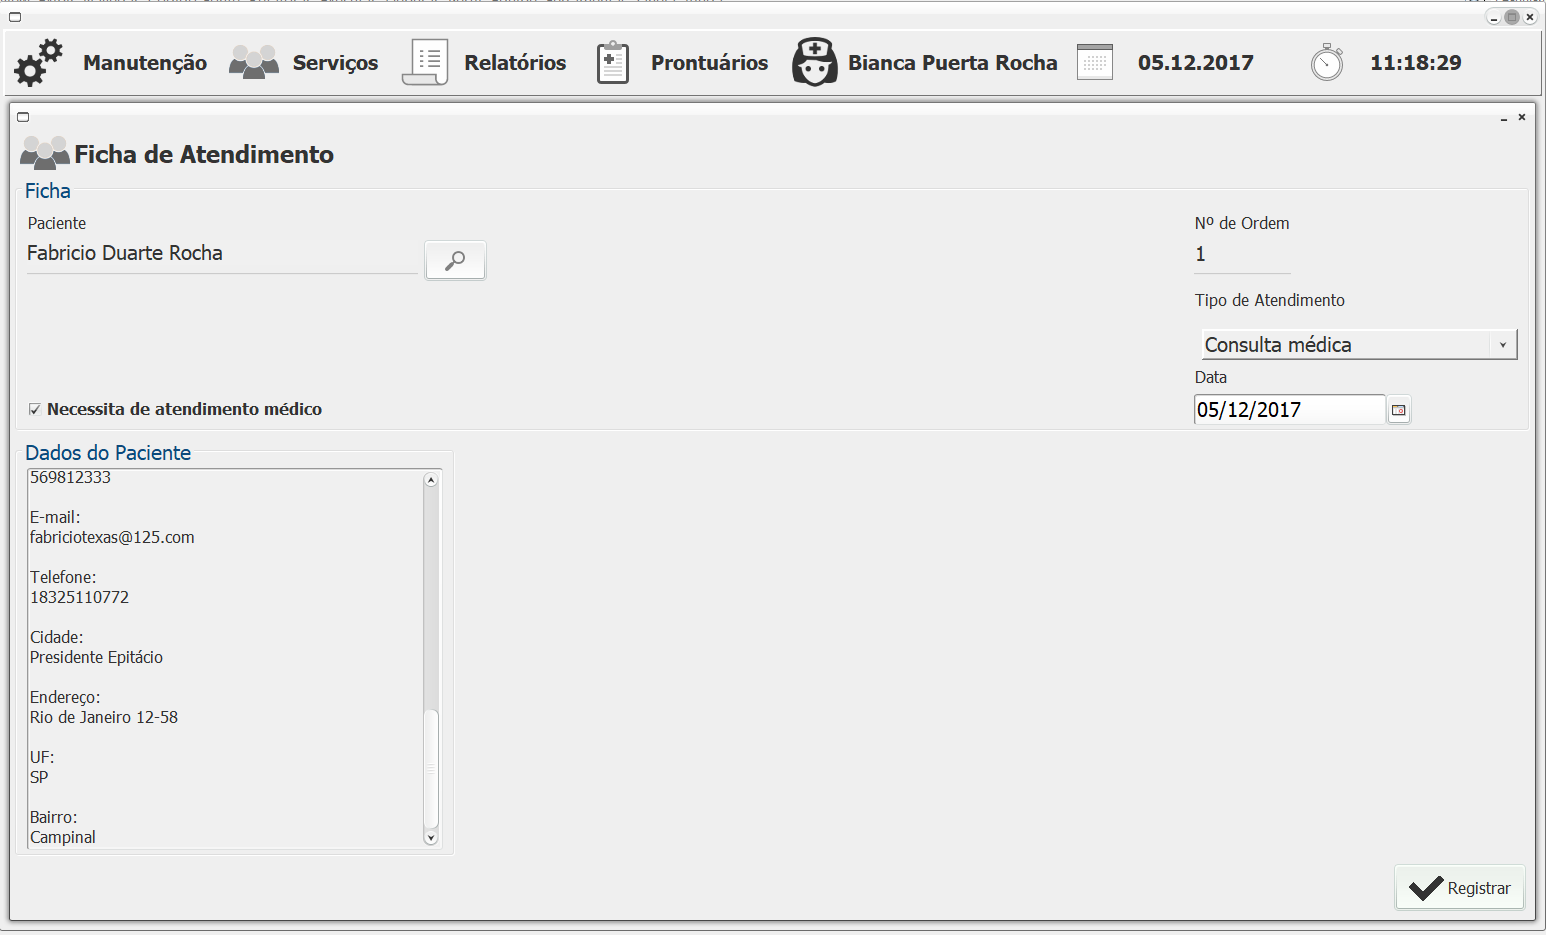 Manutenção Serviços Relatórios Prontuários Bianca Puerta Rocha 05.12.2017 11:18:29
Ficha de Atendimento
Ficha
Paciente
Nº de Ordem
Fabricio Duarte Rocha
1
Tipo de Atendimento
Consulta médica
Data
Necessita de atendimento médico
05/12/2017
Dados do Paciente
569812333
E-mail:
fabriciotexas@125.com
Telefone:
18325110772
Cidade:
Presidente Epitácio
Endereço:
Rio de Janeiro 12-58
UF:
SP
Bairro:
Campinal
Registrar